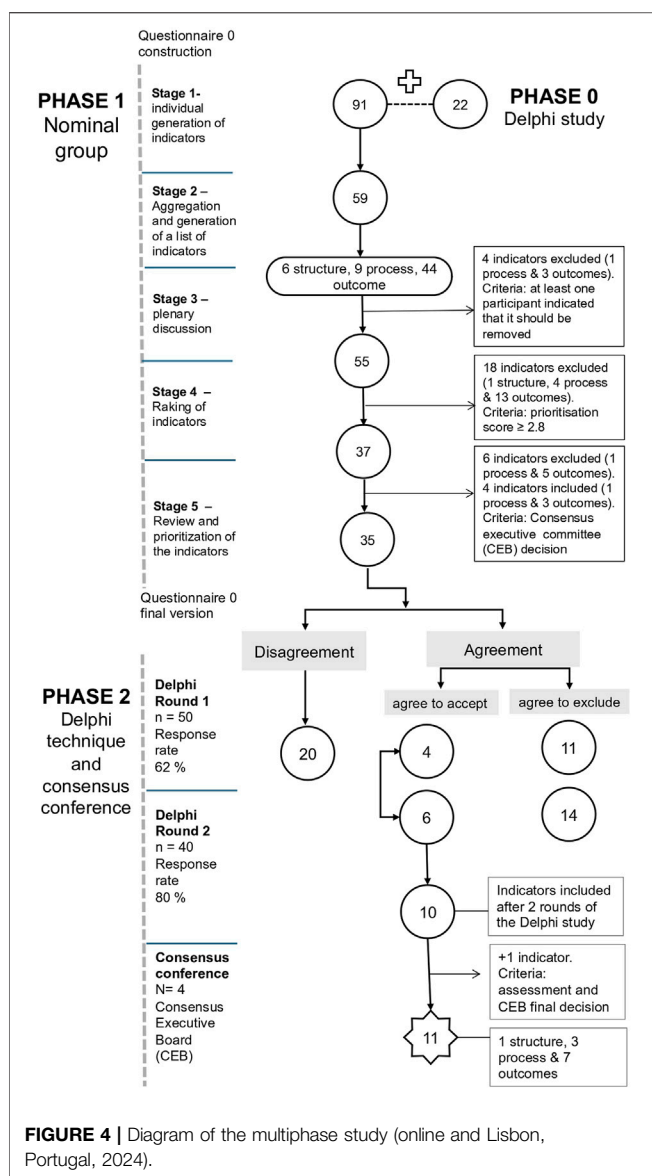 Questionnaire 0
construction
PHASE 1
Nominal
group
Stage 1-
individual
generation of
indicators
91
22
PHASE 0
Delphi study
Stage 2 –
Aggregation
and generation
of a list of
indicators
59
6 structure, 9 process, 44
outcome
Stage 3 –
plenary
discussion
4 indicators excluded (1
process & 3 outcomes).
Criteria: at least one
participant indicated
that it should be
removed
55
Stage 4 –
Raking of
indicators
18 indicators excluded
(1 structure, 4 process
& 13 outcomes).
Criteria: prioritisation
score ≥ 2.8
37
Stage 5 –
Review and
prioritization of
the indicators
6 indicators excluded (1
process & 5 outcomes).
4 indicators included (1
process & 3 outcomes).
Criteria: Consensus
executive committee
(CEB) decision
35
Questionnaire 0
final version
Disagreement
Agreement
agree to accept
agree to exclude
PHASE 2
Delphi
technique
and
consensus
conference
Delphi
Round 1
n = 50
Response
rate
62 %
20
4
11
Delphi
Round 2
n = 40
Response
rate
80 %
6
14
10
Indicators included
after 2 rounds of
the Delphi study
Consensus
conference
N= 4
Consensus
Executive
Board
(CEB)
+1 indicator.
Criteria:
assessment and
CEB final decision
11
1 structure, 3
process & 7
outcomes
FIGURE 4 | Diagram of the multiphase study (online and Lisbon,
Portugal, 2024).